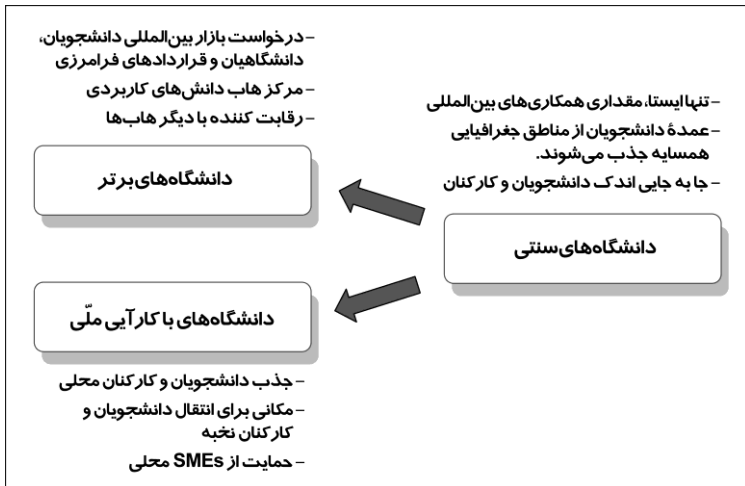 – تنها ایستا، مقداری همکاری‌های بین‌المللی
– عمدهٔ دانشجویان از مناطق جغرافیایی
همسایه جذب می‌شوند.
– جا به جایی اندک دانشجویان و کارکنان
دانشگاه‌های سنتی
– درخواست بازار بین‌المللی دانشجویان،
دانشگاهیان و قراردادهای فرامرزی
– مرکز هاب دانش‌های کاربردی
– رقابت کننده با دیگر هاب‌ها
دانشگاه‌های برتر
دانشگاه‌های با کارآیی ملّی
– جذب دانشجویان و کارکنان محلی
– مکانی برای انتقال دانشجویان و
کارکنان نخبه
– حمایت از SMEs محلی